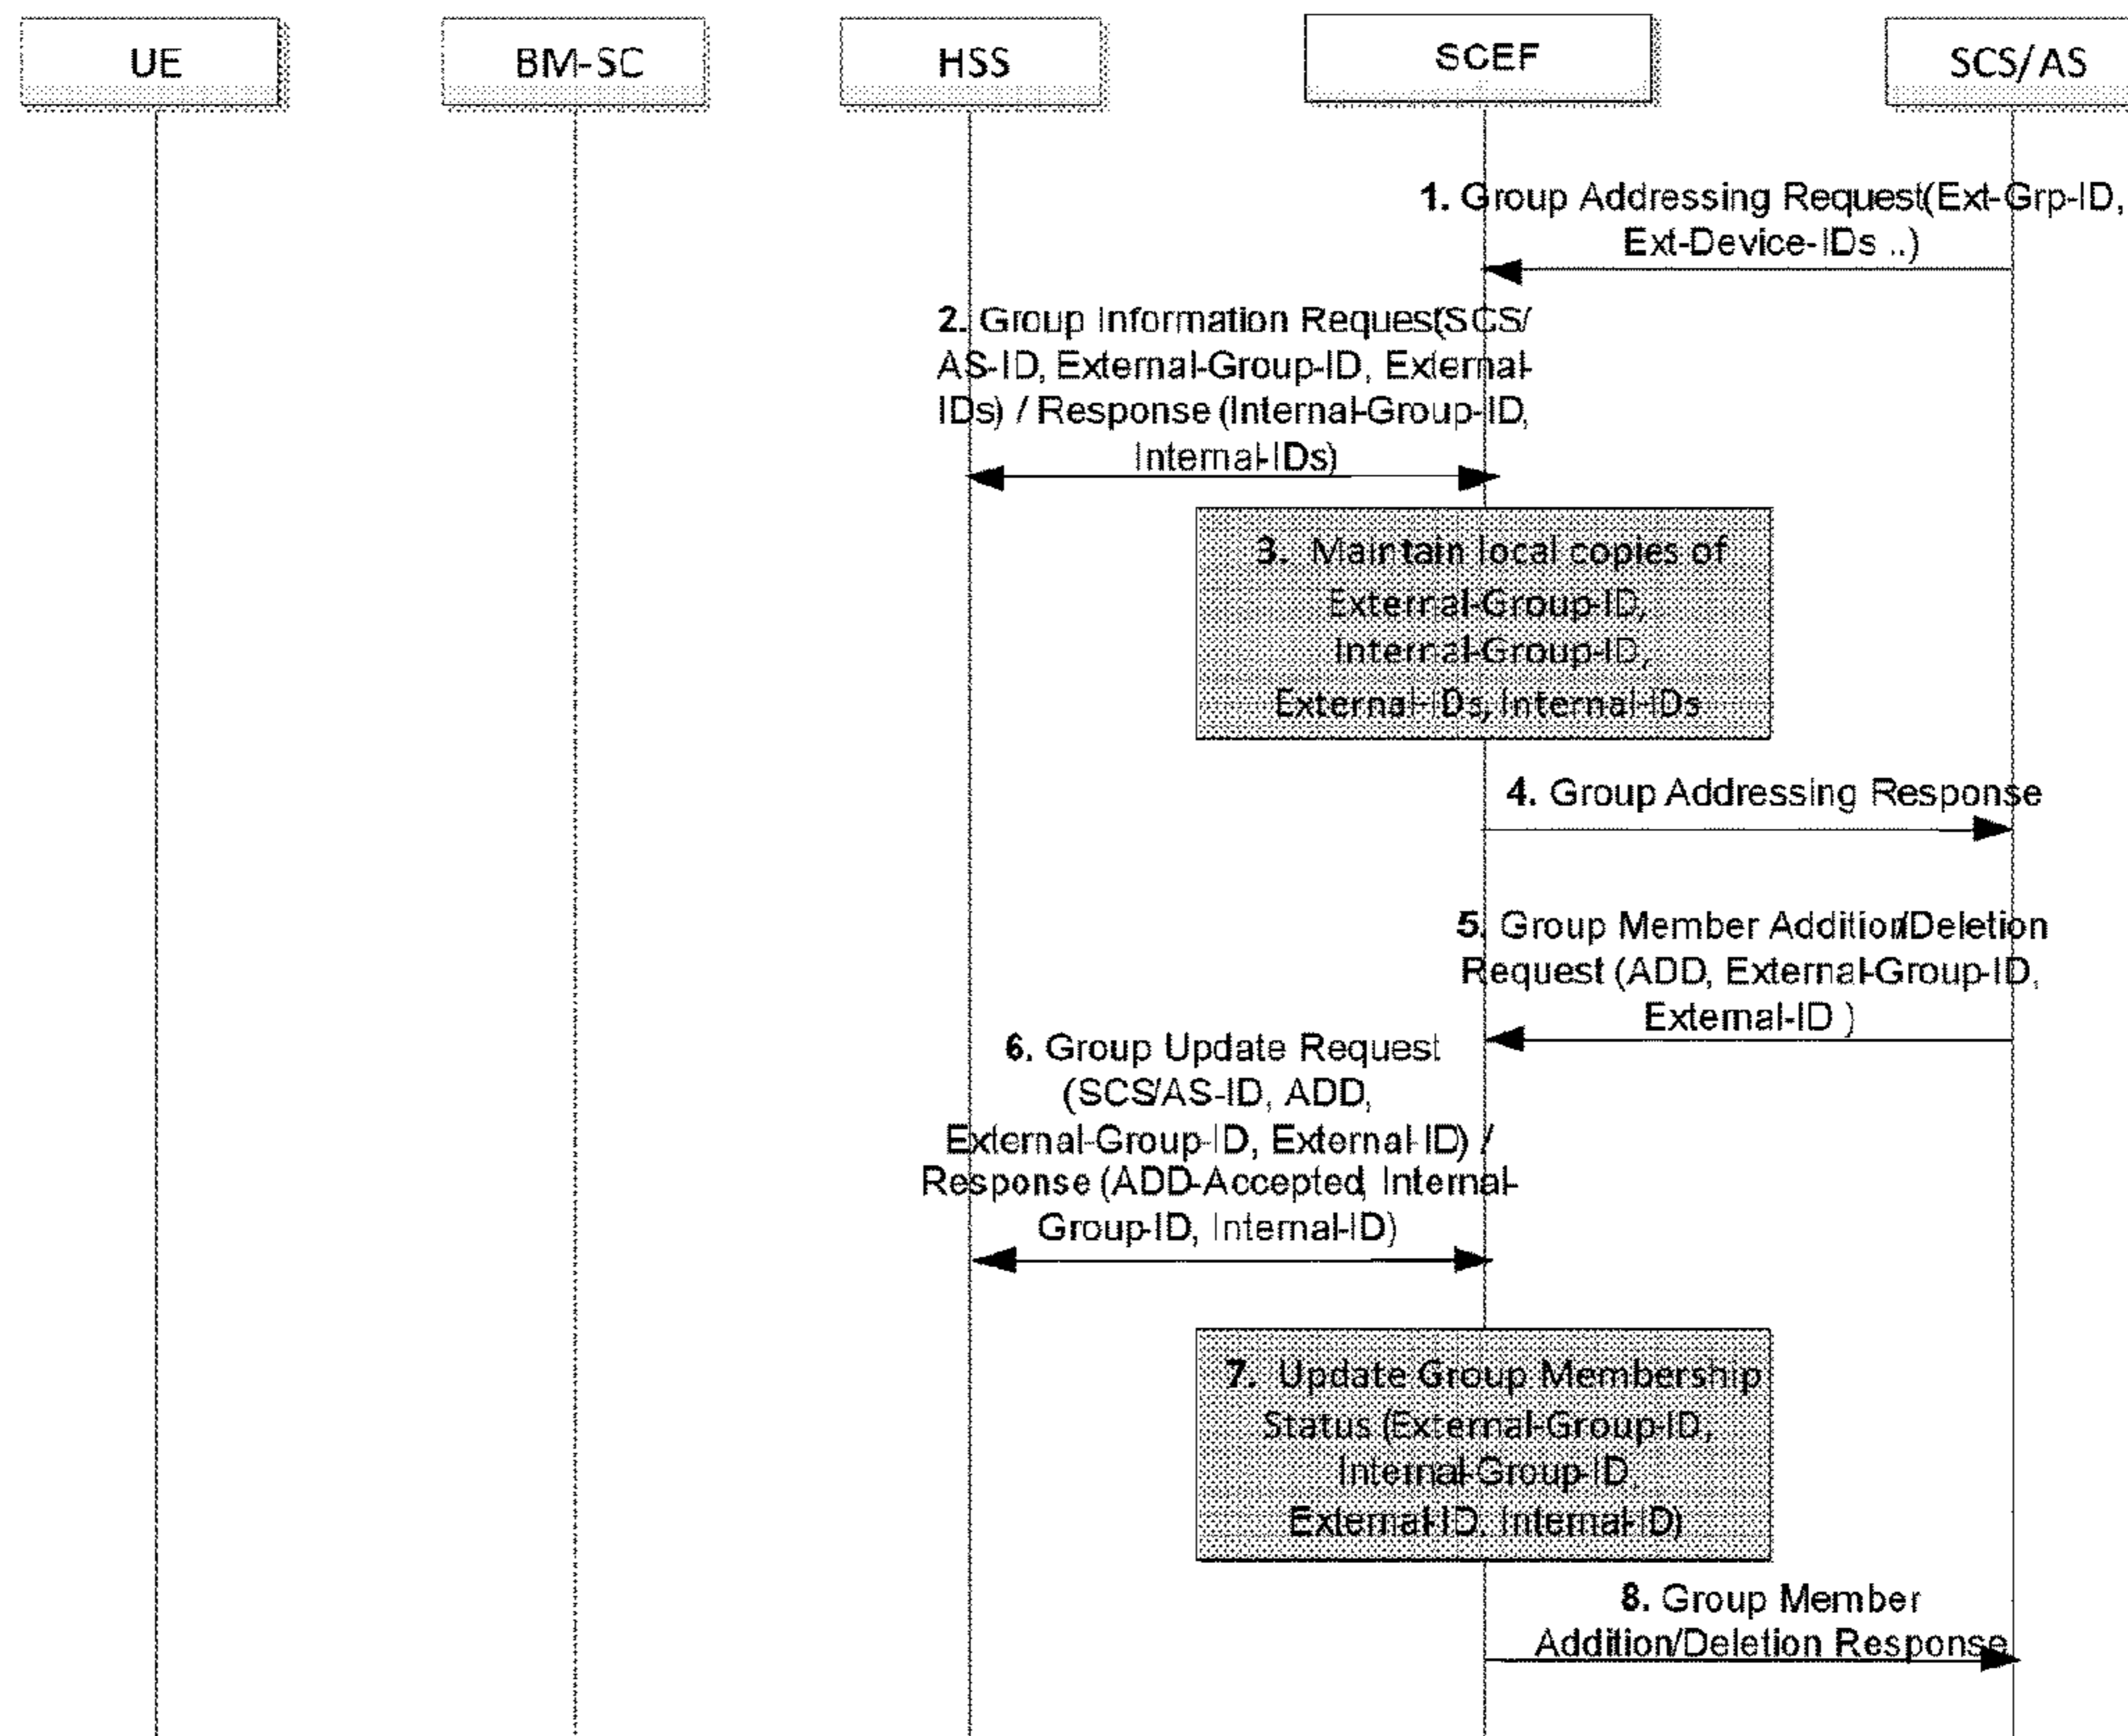 UE
BM-SC
HSS
SCEF
SCS/AS
1. Group Addressing Request(Ext-Grp-ID,
Ext-Device-IDs ..)
2. Group Information Request(SCS/
AS-ID, External-Group-ID, External-
IDs) / Response (Internal-Group-ID,
Internal-IDs)
3. Maintain local copies of
External-Group-ID,
Internal-Group-ID,
External-IDs, Internal-IDs
4. Group Addressing Response
5. Group Member Addition/Deletion
Request (ADD, External-Group-ID,
External-ID )
6. Group Update Request
(SCS/AS-ID, ADD,
External-Group-ID, External-ID) /
Response (ADD-Accepted, Internal-
Group-ID, Internal-ID)
7. Update Group Membership
Status (External-Group-ID,
Internal-Group-ID,
External-ID, Internal-ID)
8. Group Member
Addition/Deletion Response